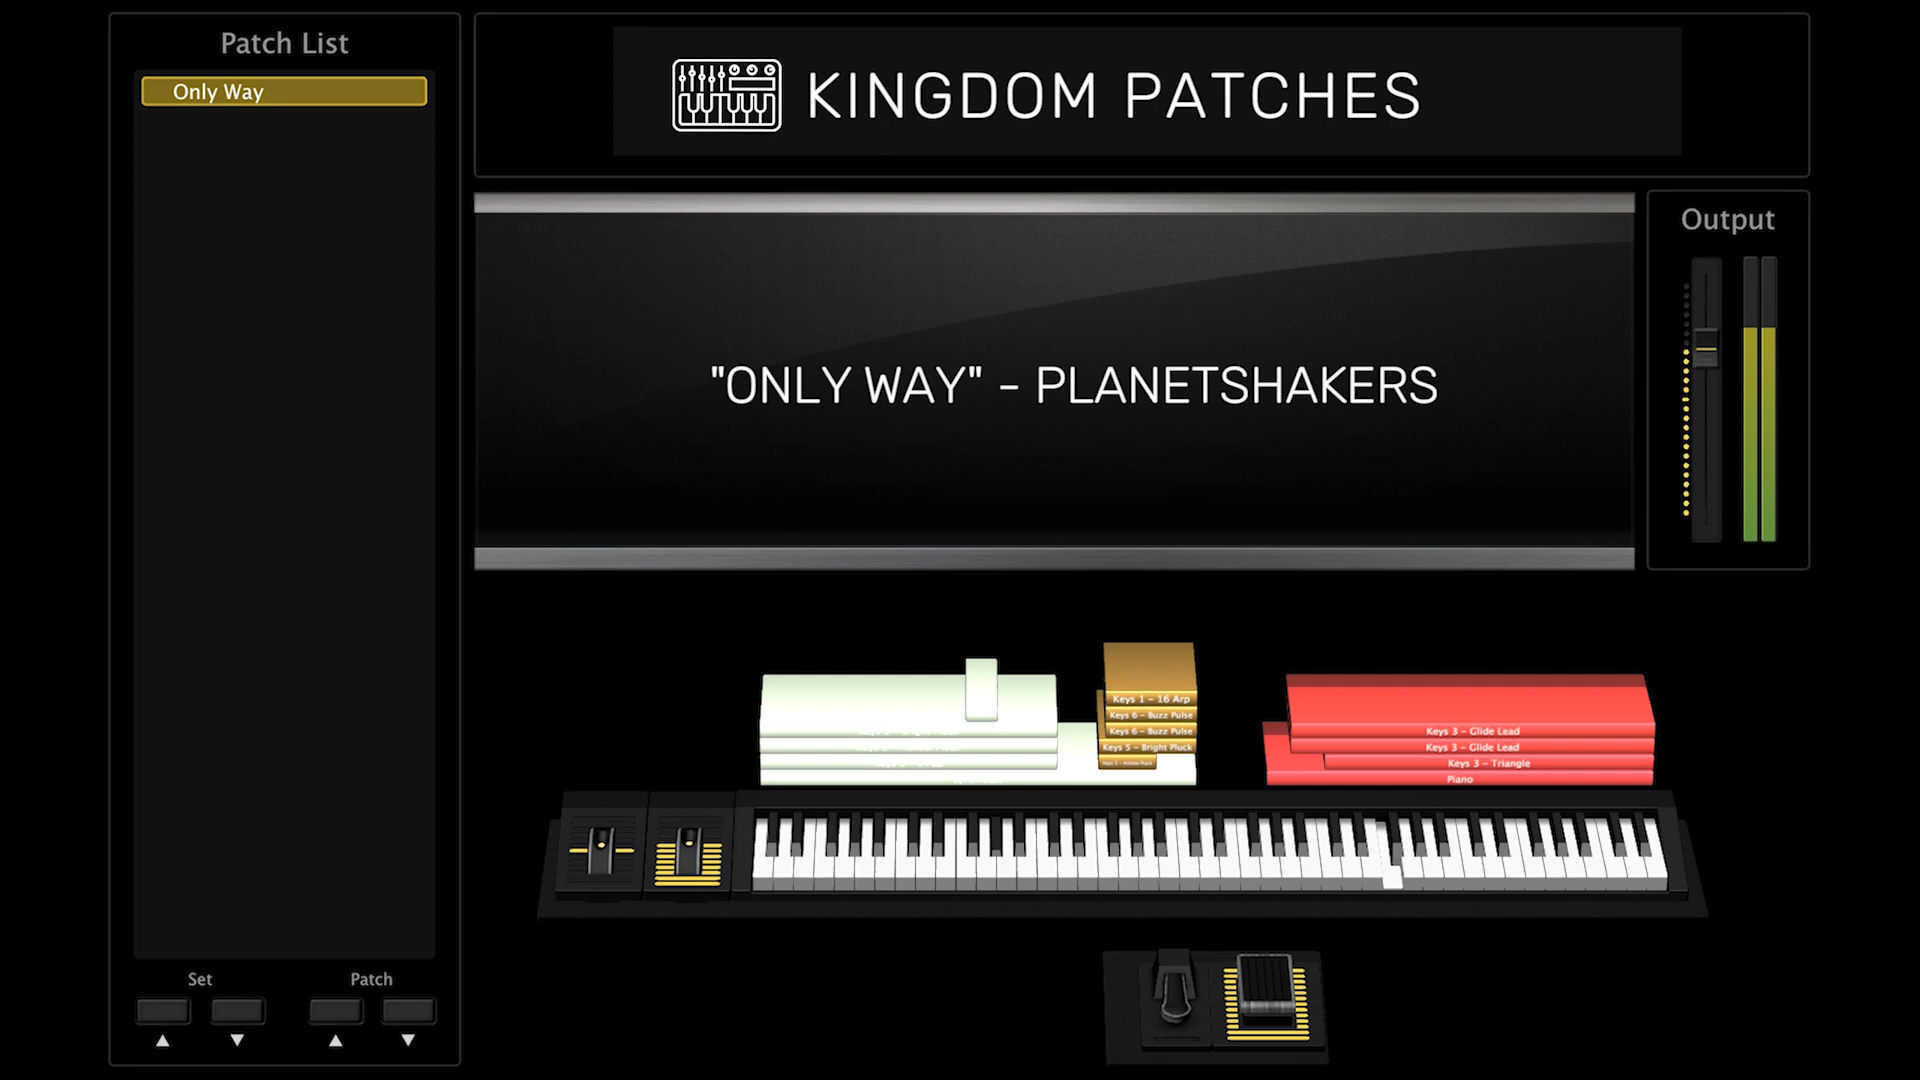 Patch List
Only Way
KINGDOM PATCHES
Output
"ONLY WAY" - PLANETSHAKERS
Keys 1 - 16 Arp
Keys 6 - Buzz Pulse
Keys 6 - Buzz Pulse
Keys 5 - Bright Pluck
Keys 3 - Glide Lead
Keys 3 - Glide Lead
Keys 3 - Triangle
Piano
Set
Patch